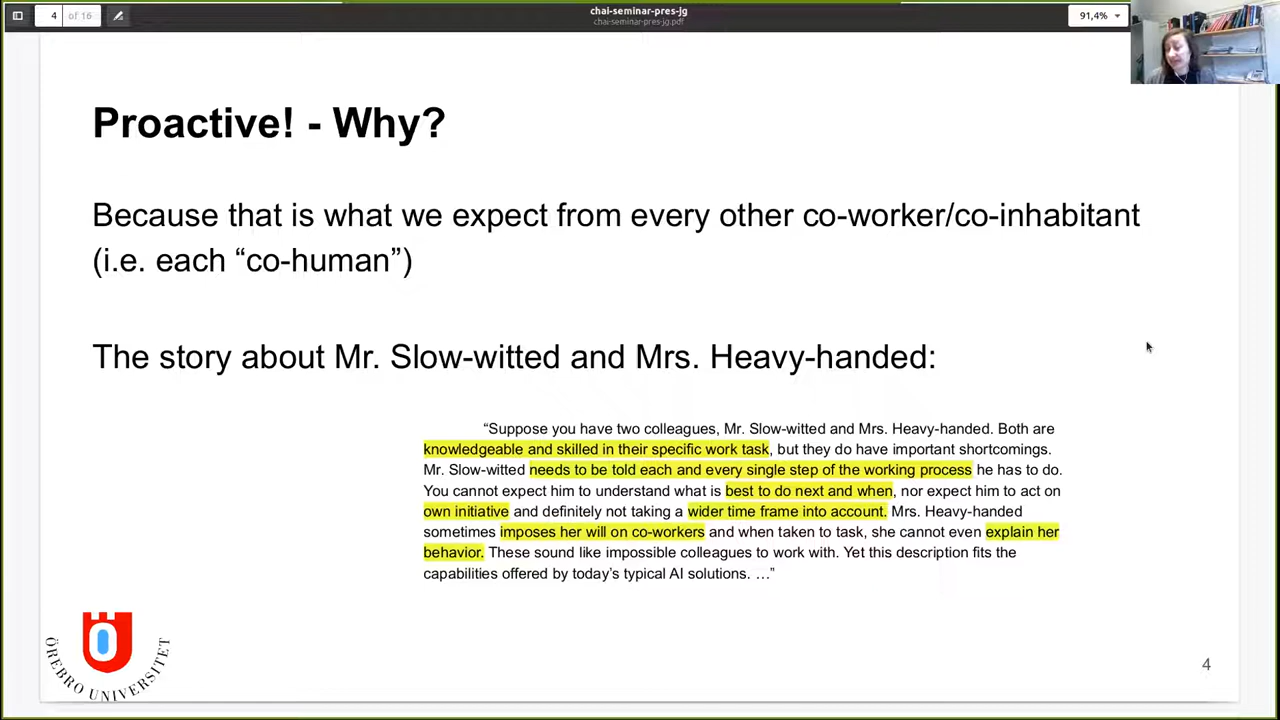 chai-seminar-pres-jg
chai-seminar-pres-jg.pdf
4 of 16
91,4%
Proactive! - Why?
Because that is what we expect from every other co-worker/co-inhabitant
(i.e. each “co-human”)
The story about Mr. Slow-witted and Mrs. Heavy-handed:
“Suppose you have two colleagues, Mr. Slow-witted and Mrs. Heavy-handed. Both are
knowledgeable and skilled in their specific work task, but they do have important shortcomings.
Mr. Slow-witted needs to be told each and every single step of the working process he has to do.
You cannot expect him to understand what is best to do next and when, nor expect him to act on
own initiative and definitely not taking a wider time frame into account. Mrs. Heavy-handed
sometimes imposes her will on co-workers and when taken to task, she cannot even explain her
behavior. These sound like impossible colleagues to work with. Yet this description fits the
capabilities offered by today’s typical AI solutions. …”
ÖREBRO UNIVERSITET
4